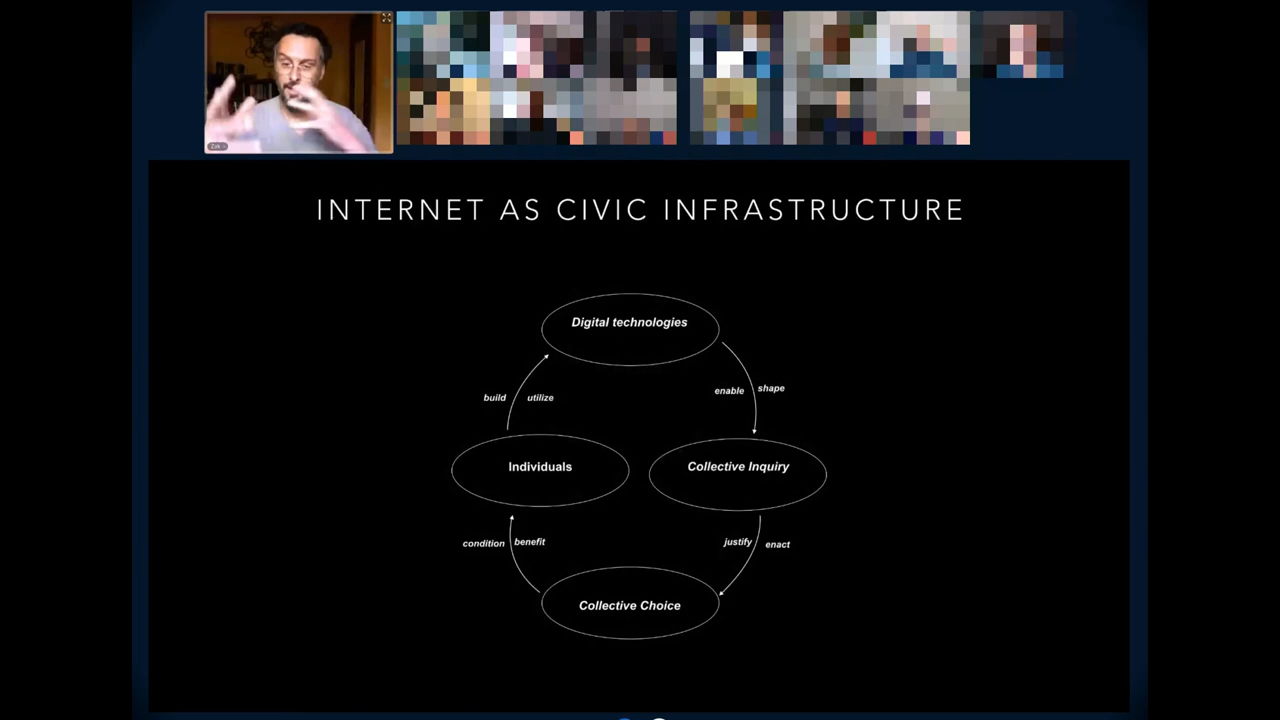 Zak
INTERNET AS CIVIC INFRASTRUCTURE
Digital technologies
build utilize
enable shape
Individuals
Collective Inquiry
condition benefit
justify enact
Collective Choice